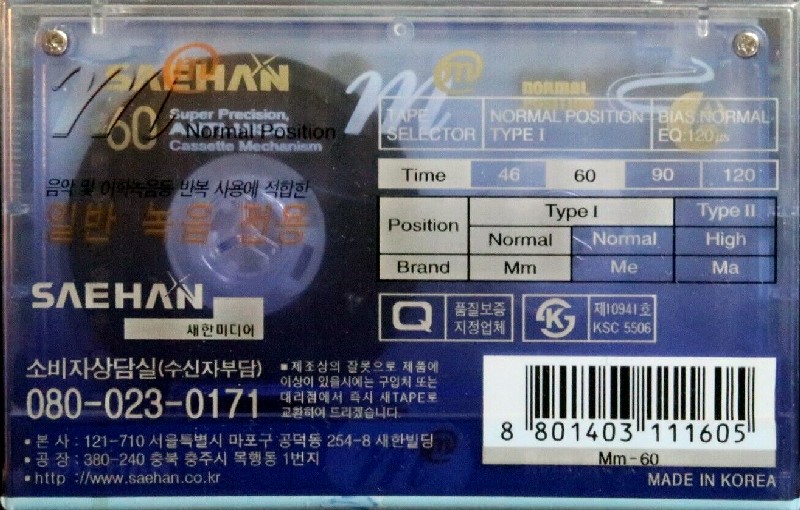 SAEHAN
60
Super Precision,
Normal Position
Cassette Mechanism
음악 및 어학녹음등 반복 사용에 적합한
일반 녹음 전용
m
m
NORMAL
POSITION
TAPE SELECTOR
NORMAL POSITION TYPE I
BIAS:NORMAL EQ:120μs
Time 46 60 90 120
Position Type I Type II
Normal Normal High
Brand Mm Me Ma
SAEHAN
새한미디어
Q 품질보증 지정업체
K 제10941호 KSC 5506
소비자상담실(수신자부담)
080-023-0171
■제조상의 잘못으로 제품에
이상이 있을시에는 구입처 또는
대리점에서 즉시 새TAPE로
교환하여 드리겠습니다.
• 본 사 : 121-710 서울특별시 마포구 공덕동 254-8 새한빌딩
• 공 장 : 380-240 충북 충주시 목행동 1번지
• http ://www.saehan.co.kr
8 801403 111605
Mm-60
MADE IN KOREA